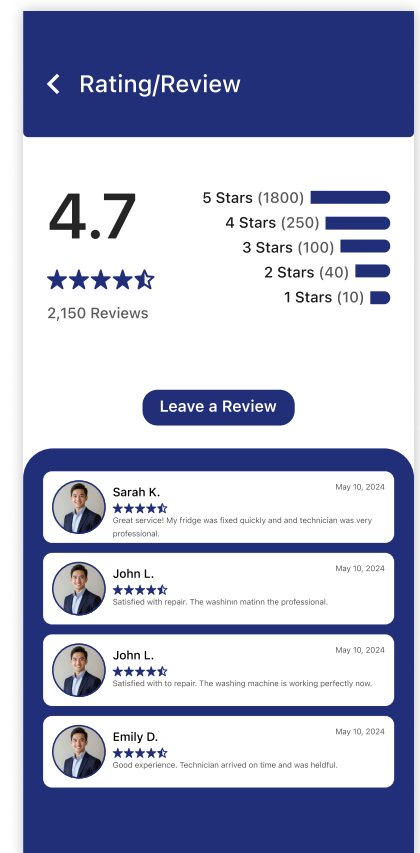 Rating/Review
4.7
2,150 Reviews
5 Stars (1800)
4 Stars (250)
3 Stars (100)
2 Stars (40)
1 Stars (10)
Leave a Review
Sarah K.
May 10, 2024
Great service! My fridge was fixed quickly and and technician was very
professional.
John L.
May 10, 2024
Satisfied with repair. The washinın matinn the professional.
John L.
May 10, 2024
Satisfied with to repair. The washing machine is working perfectly now.
Emily D.
May 10, 2024
Good experience. Technician arrived on time and was heldful.